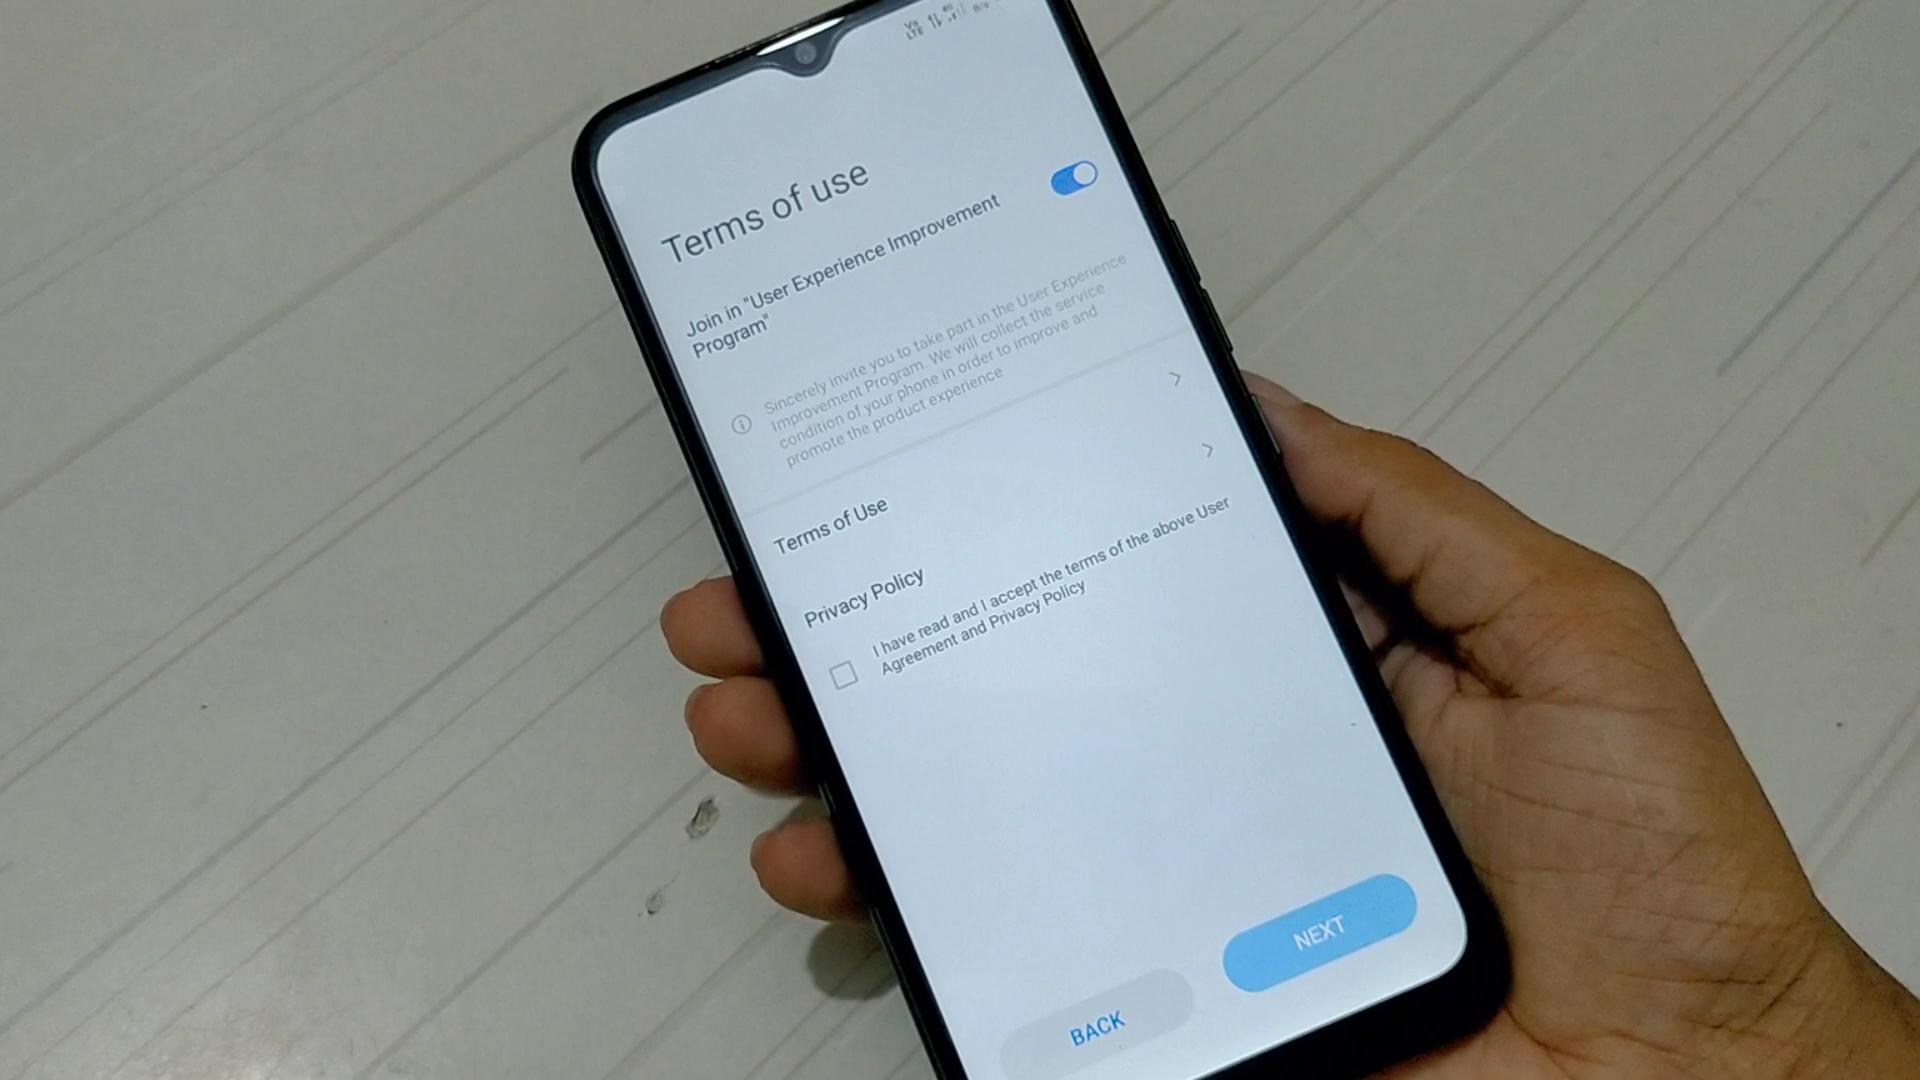 Vo
LTE 4G
Terms of use
Join in "User Experience Improvement
Program"
Sincerely invite you to take part in the User Experience
Improvement Program. We will collect the service
condition of your phone in order to improve and
promote the product experience
Terms of Use
Privacy Policy
I have read and I accept the terms of the above User
Agreement and Privacy Policy
NEXT
BACK